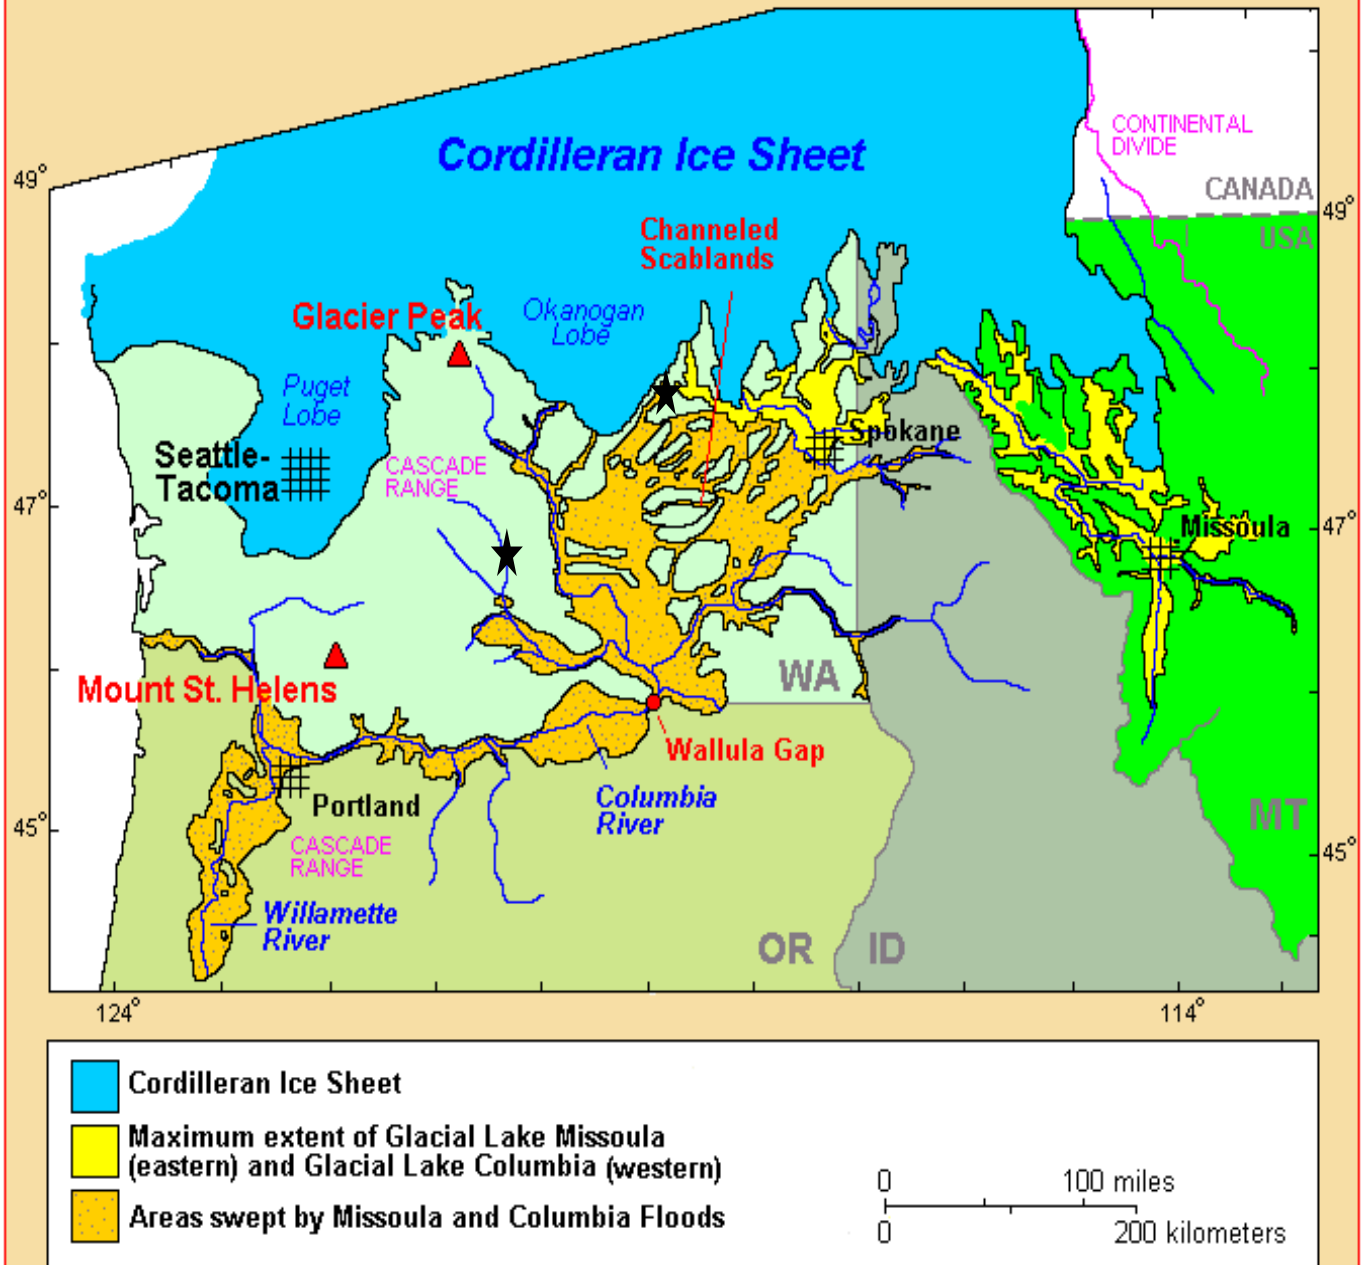 Cordilleran Ice Sheet
CONTINENTAL
DIVIDE
49°
CANADA
49°
USA
Channeled
Scablands
Glacier Peak
Okanogan
Lobe
Puget
Lobe
Spokane
Seattle-
Tacoma
CASCADE
RANGE
47°
47°
Missoula
WA
Mount St. Helens
Wallula Gap
Columbia
River
Portland
MT
45°
45°
CASCADE
RANGE
Willamette
River
OR
ID
124°
114°
Cordilleran Ice Sheet
Maximum extent of Glacial Lake Missoula
(eastern) and Glacial Lake Columbia (western)
Areas swept by Missoula and Columbia Floods
0 100 miles
0 200 kilometers